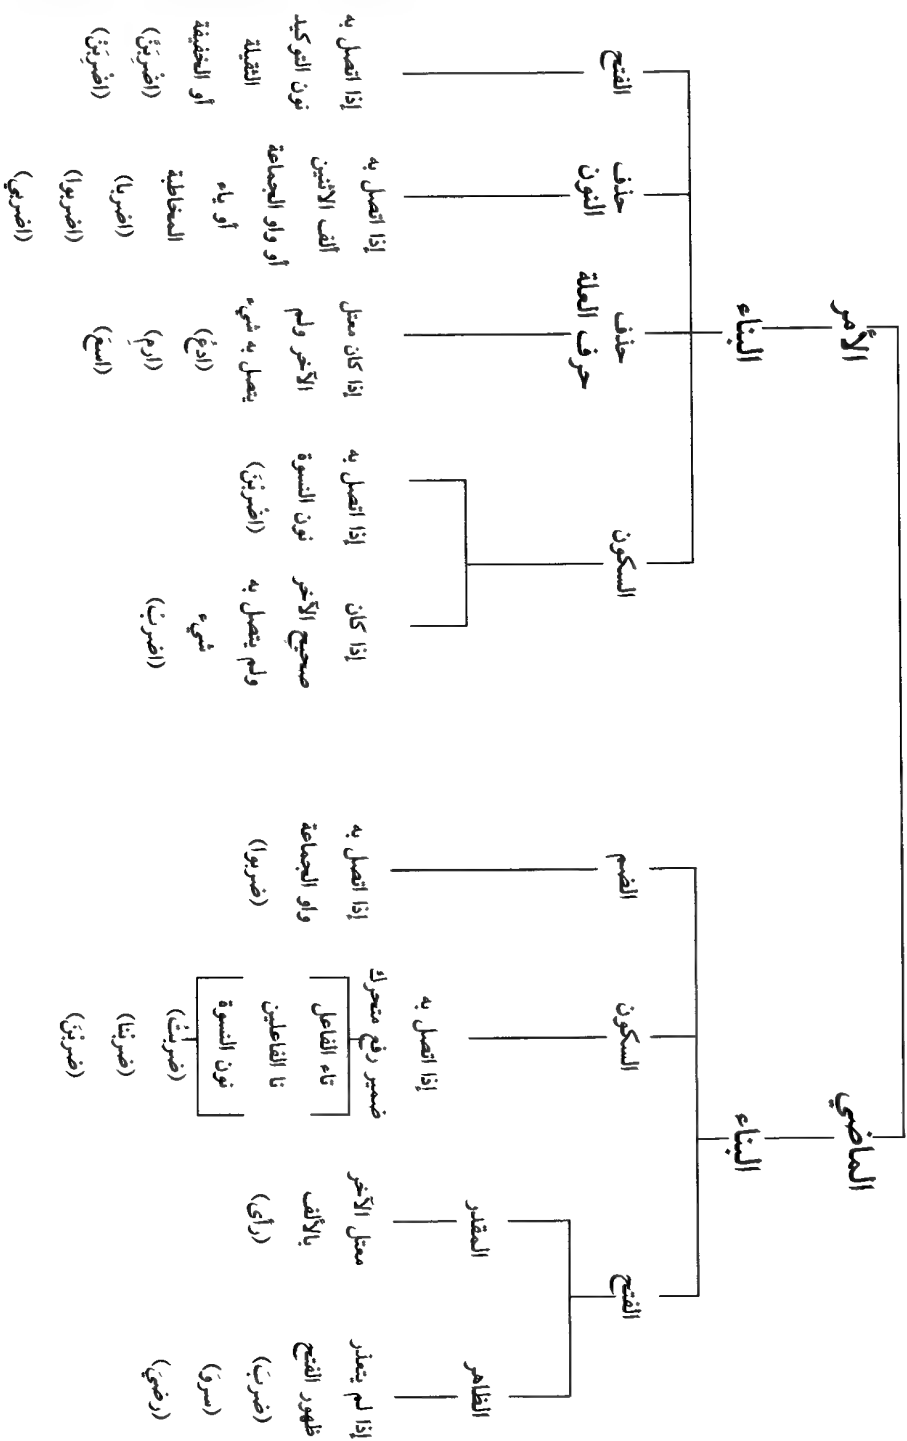 الماضي
الأمر
البناء
البناء
الفتح
السكون
الضم
السكون
حذف
حرف العلة
حذف
النون
الفتح
الظاهر
المقدر
إذا لم يتعذر
ظهور الفتح
(ضربَ)
(سروَ)
(رضيَ)
معتل الآخر
بالألف
(رأى)
إذا اتصل به
ضمير رفع متحرك
تاء الفاعل
نا الفاعلين
نون النسوة
(ضربْتُ)
(ضربْنا)
(ضربْنَ)
إذا اتصل به
واو الجماعة
(ضربوا)
إذا كان
صحيح الآخر
ولم يتصل به
شيء
(اضربْ)
إذا اتصل به
نون النسوة
(اضْربْنَ)
إذا كان معتل
الآخر ولم
يتصل به شيء
(ادعُ)
(ارمِ)
(اسعَ)
إذا اتصل به
ألف الاثنين
أو واو الجماعة
أو ياء
المخاطبة
(اضربا)
(اضربوا)
(اضربي)
إذا اتصل به
نون التوكيد
الثقيلة
أو الخفيفة
(اضْرِبَنَّ)
(اضْرِبَنْ)